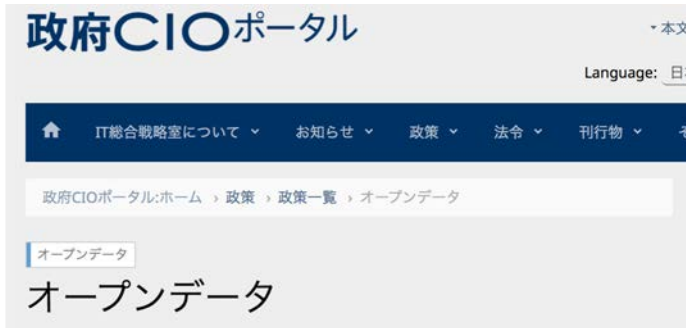 政府CIOポータル
本文
Language: 日本
IT総合戦略室について お知らせ 政策 法令 刊行物 そ
政府CIOポータル:ホーム › 政策 › 政策一覧 › オープンデータ
オープンデータ
オープンデータ